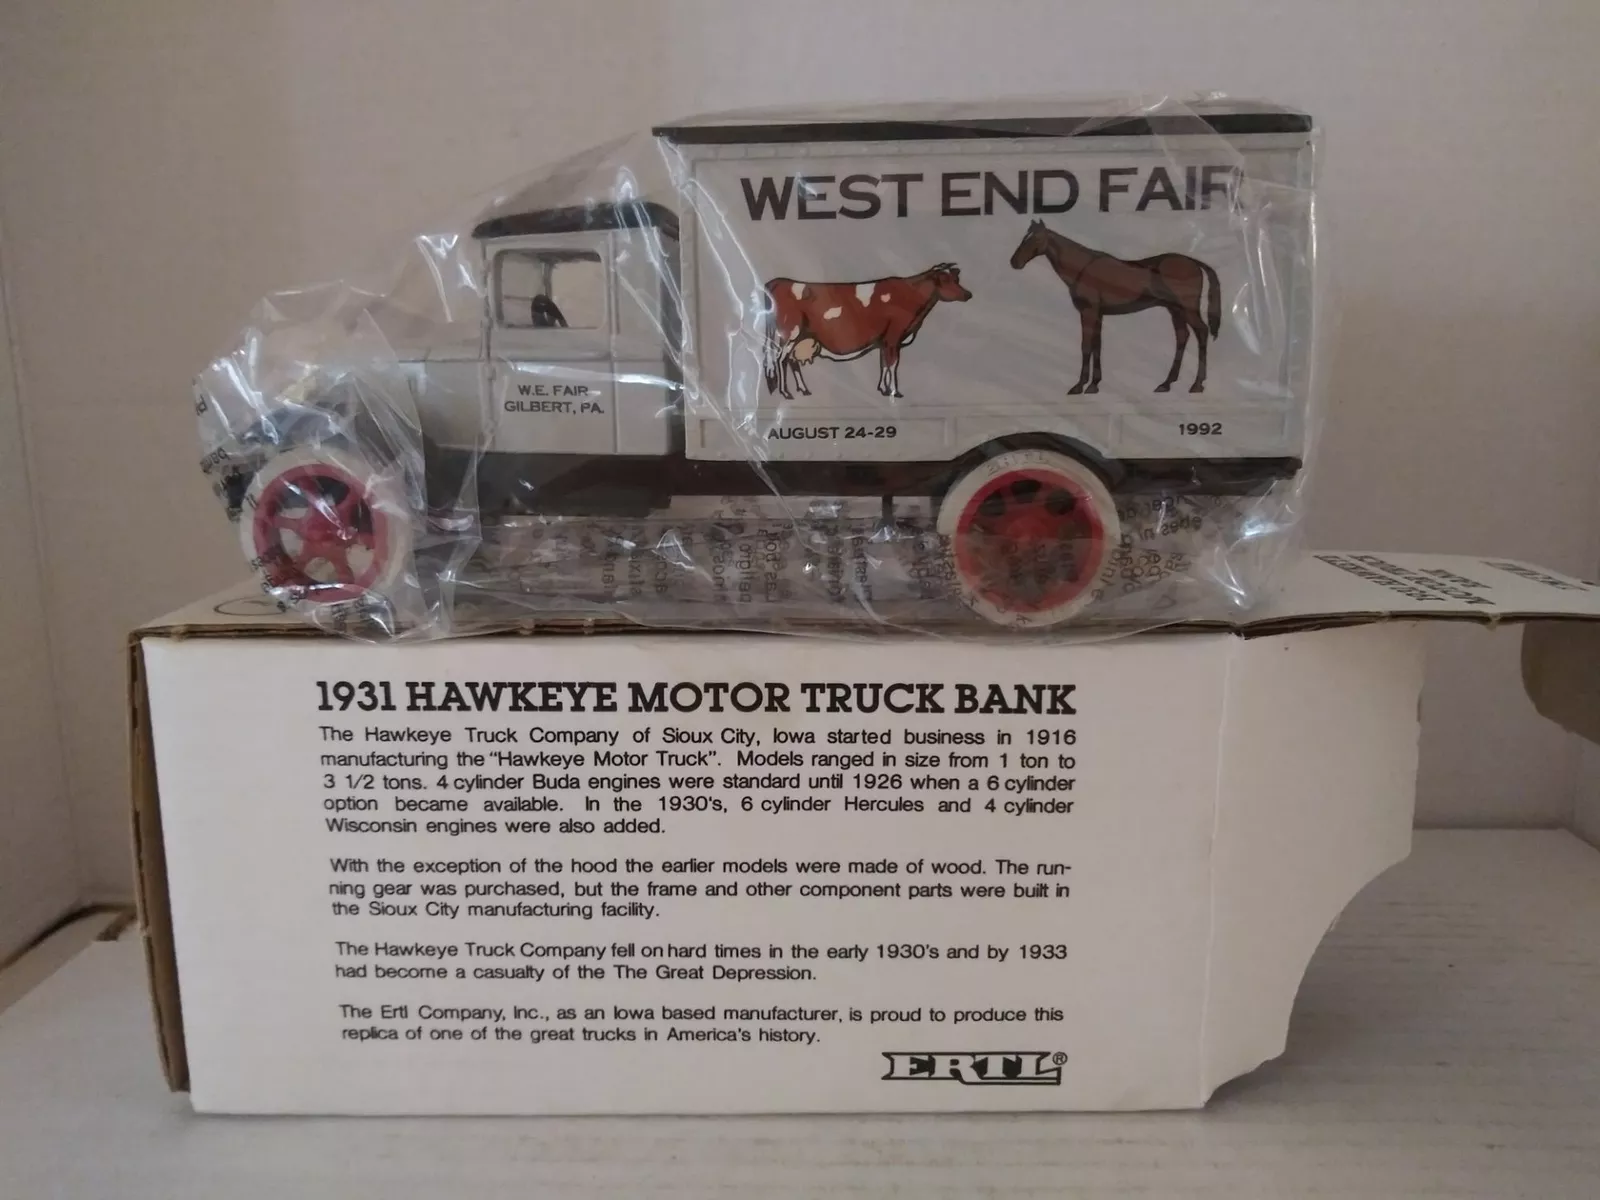 WEST END FAIR
W.E. FAIR
GILBERT, PA.
AUGUST 24-29
1992
1931 HAWKEYE MOTOR TRUCK BANK
The Hawkeye Truck Company of Sioux City, Iowa started business in 1916
manufacturing the "Hawkeye Motor Truck". Models ranged in size from 1 ton to
3 1/2 tons. 4 cylinder Buda engines were standard until 1926 when a 6 cylinder
option became available. In the 1930's, 6 cylinder Hercules and 4 cylinder
Wisconsin engines were also added.
With the exception of the hood the earlier models were made of wood. The run-
ning gear was purchased, but the frame and other component parts were built in
the Sioux City manufacturing facility.
The Hawkeye Truck Company fell on hard times in the early 1930's and by 1933
had become a casualty of the The Great Depression.
The Ertl Company, Inc., as an Iowa based manufacturer, is proud to produce this
replica of one of the great trucks in America's history.
ERTL®